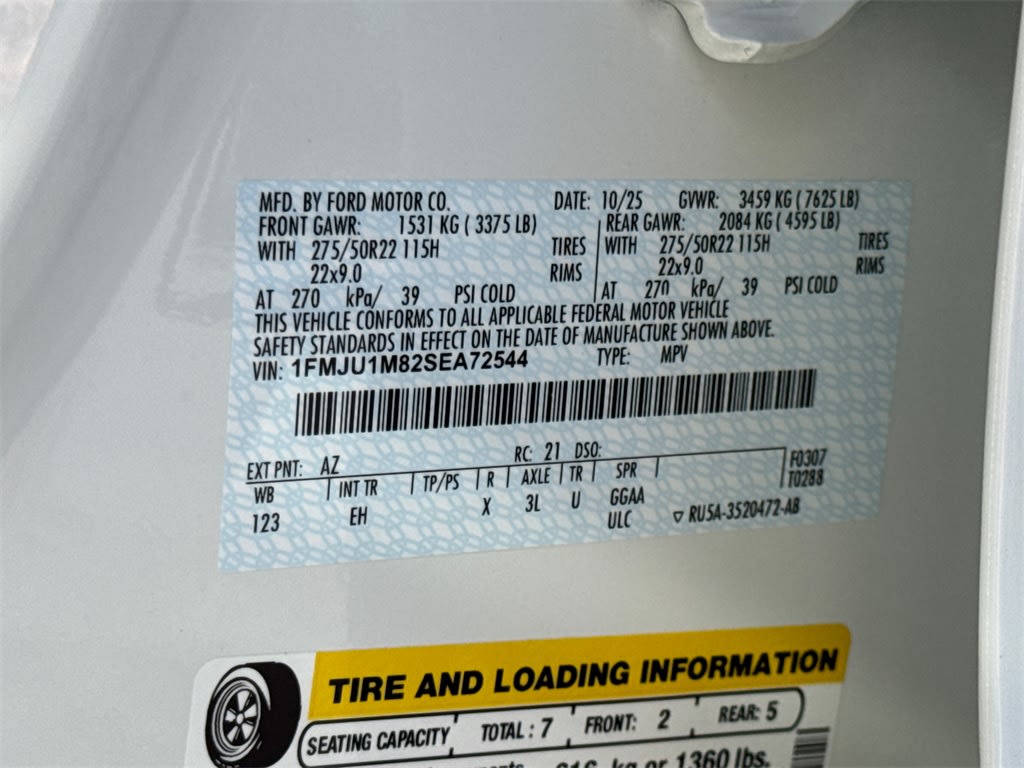 MFD. BY FORD MOTOR CO. DATE: 10/25 GVWR: 3459 KG ( 7625 LB)
FRONT GAWR: 1531 KG ( 3375 LB) REAR GAWR: 2084 KG ( 4595 LB)
WITH 275/50R22 115H TIRES WITH 275/50R22 115H TIRES
22x9.0 RIMS 22x9.0 RIMS
AT 270 kPa/ 39 PSI COLD AT 270 kPa/ 39 PSI COLD
THIS VEHICLE CONFORMS TO ALL APPLICABLE FEDERAL MOTOR VEHICLE
SAFETY STANDARDS IN EFFECT ON THE DATE OF MANUFACTURE SHOWN ABOVE.
VIN: 1FMJU1M82SEA72544 TYPE: MPV
EXT PNT: AZ RC: 21 DSO: F0307
WB INT TR TP/PS R AXLE TR SPR T0288
123 EH X 3L U GGAA
ULC ▽ RU5A-3520472-AB
TIRE AND LOADING INFORMATION
SEATING CAPACITY TOTAL : 7 FRONT: 2 REAR: 5
kg or 1360 lbs.